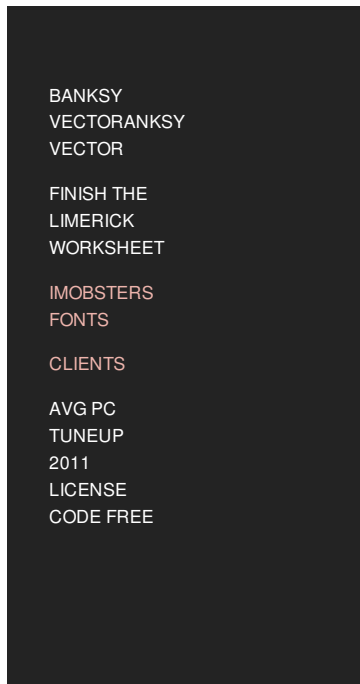 BANKSY
VECTORANKSY
VECTOR
FINISH THE
LIMERICK
WORKSHEET
IMOBSTERS
FONTS
CLIENTS
AVG PC
TUNEUP
2011
LICENSE
CODE FREE